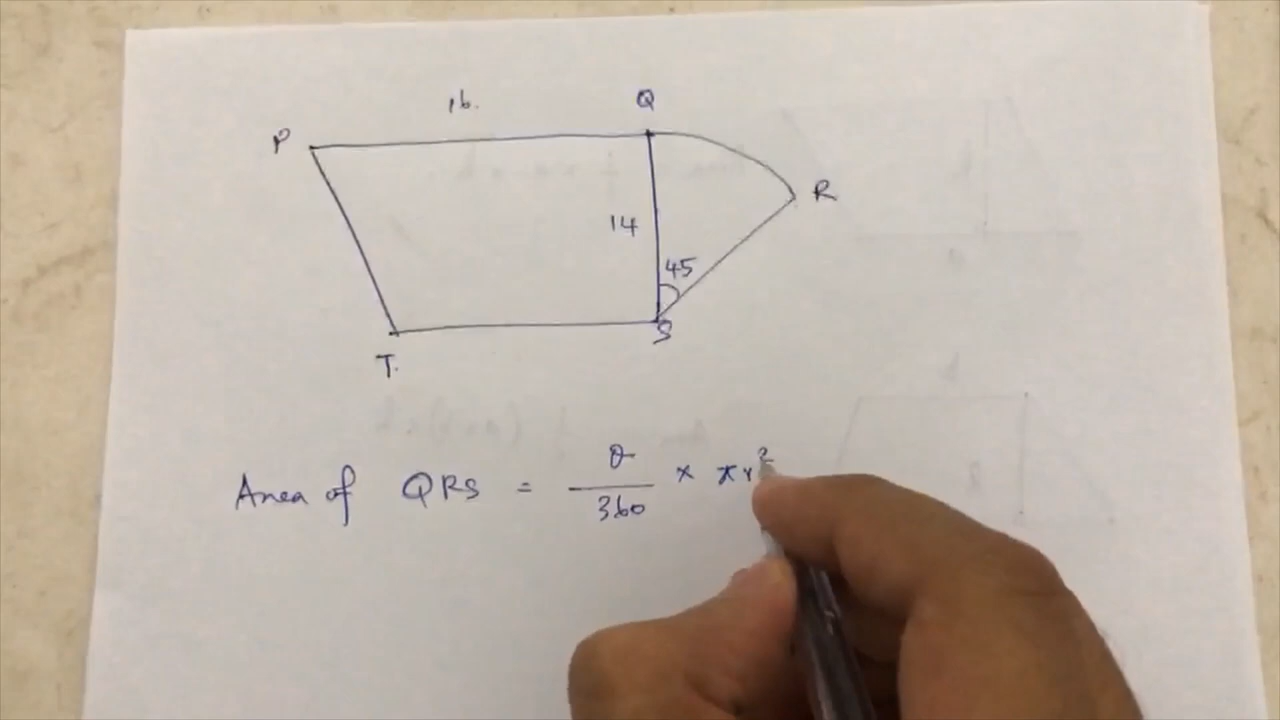 16.
Q
P
R
14
45
S
T.
Area of QRS = θ/360 × πr²